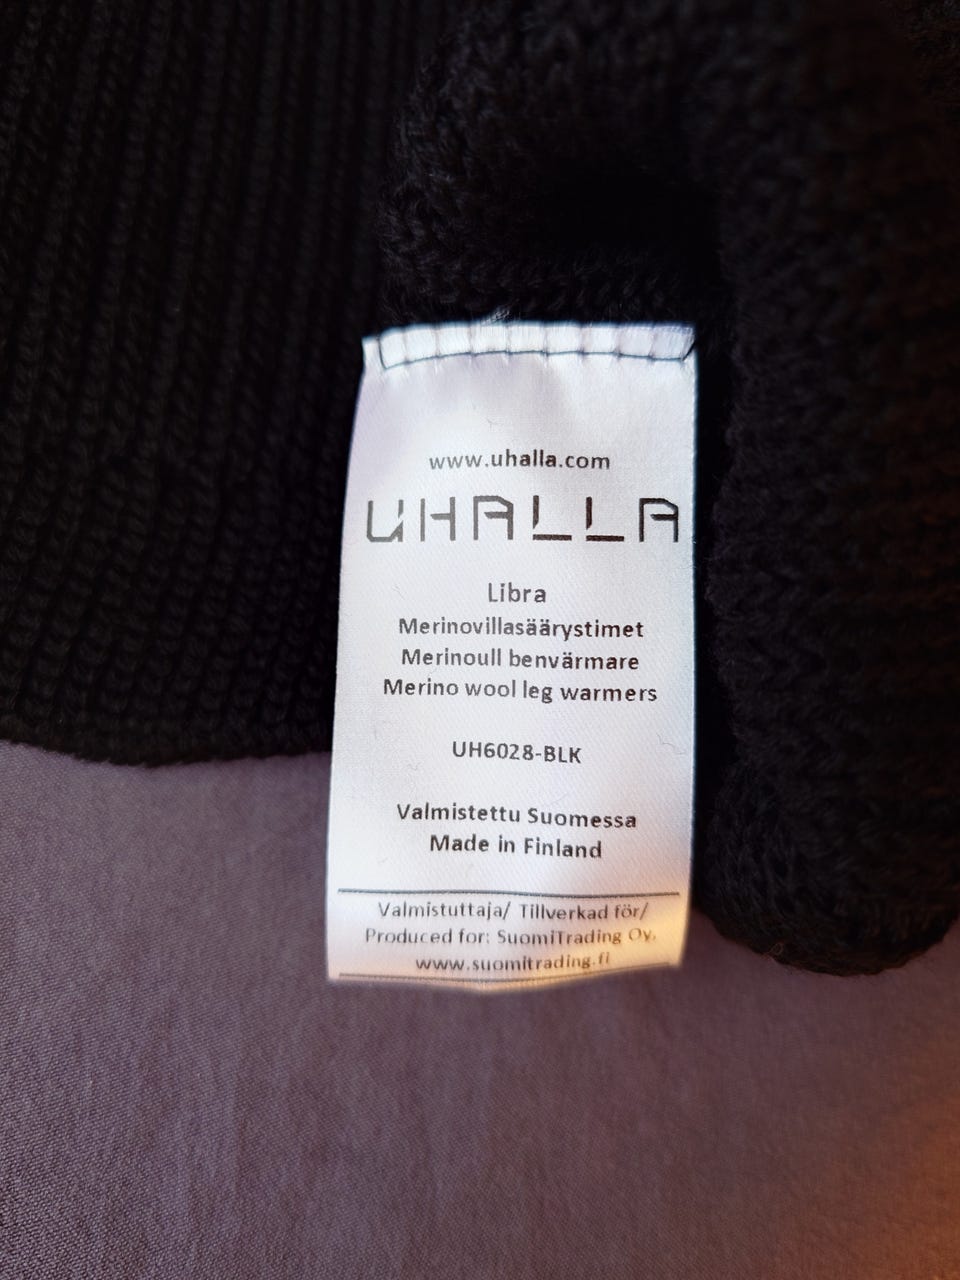 www.uhalla.com
UHALLA
Libra
Merinovillasäärystimet
Merinoull benvärmare
Merino wool leg warmers
UH6028-BLK
Valmistettu Suomessa
Made in Finland
Valmistuttaja/ Tillverkad för/
Produced for: SuomiTrading Oy.
www.suomitrading.fi